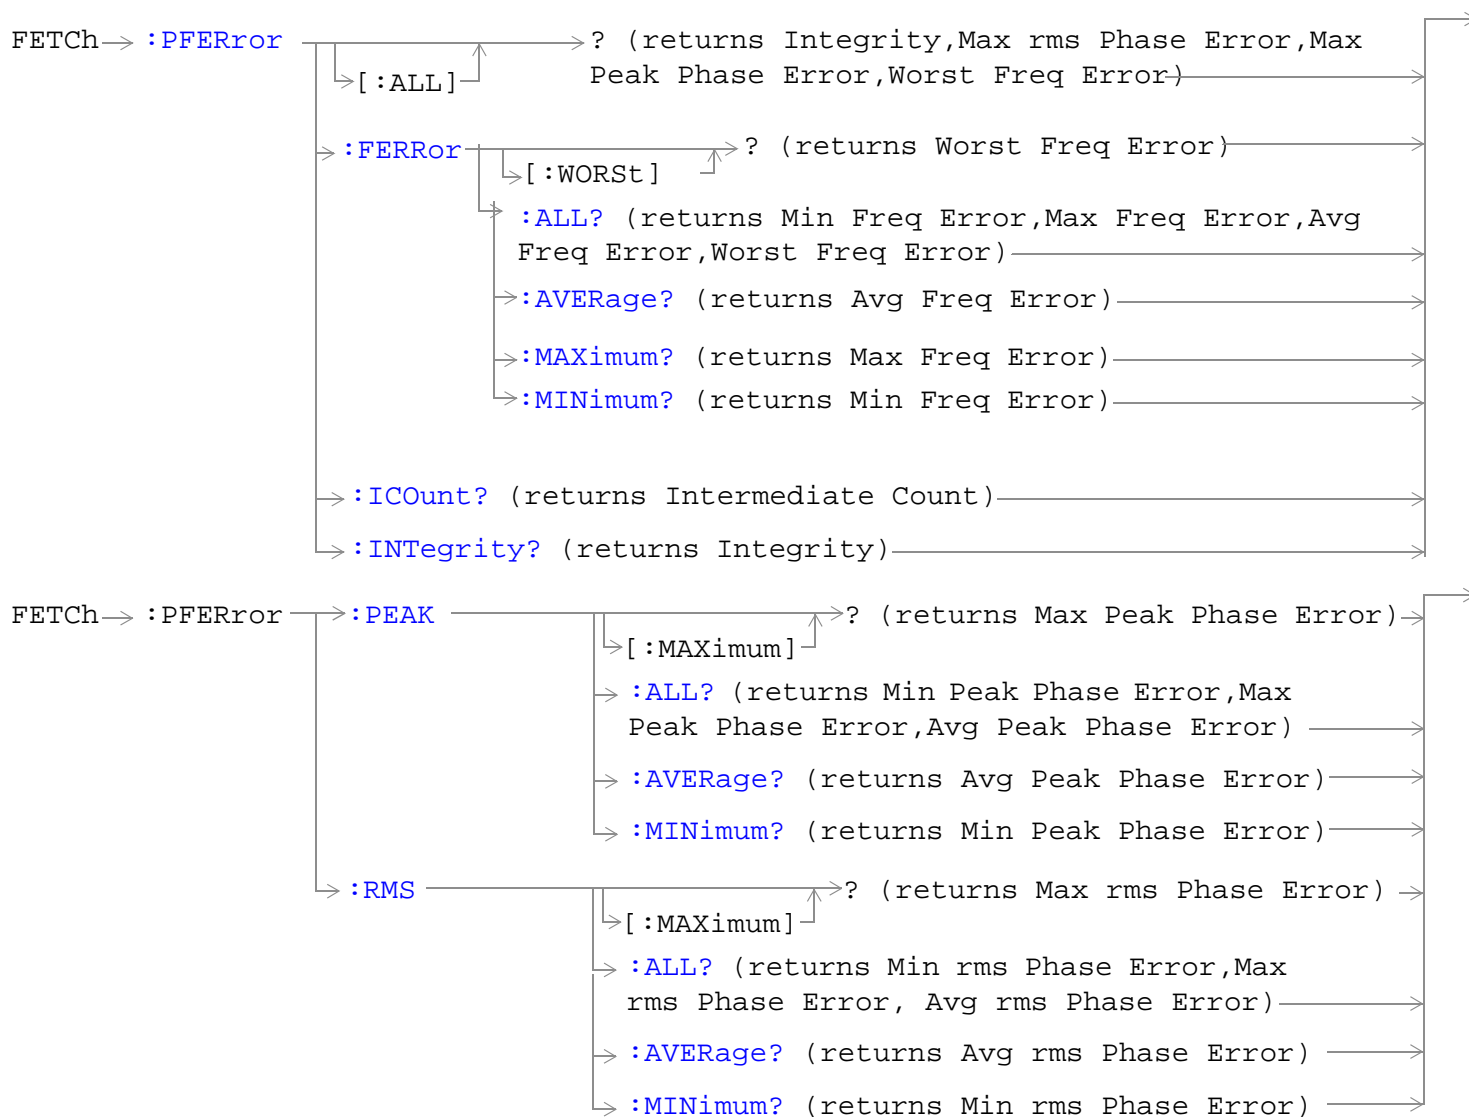 FETCh :PFERror ? (returns Integrity,Max rms Phase Error,Max
[:ALL] Peak Phase Error,Worst Freq Error)
:FERRor ? (returns Worst Freq Error)
[:WORSt]
:ALL? (returns Min Freq Error,Max Freq Error,Avg
Freq Error,Worst Freq Error)
:AVERage? (returns Avg Freq Error)
:MAXimum? (returns Max Freq Error)
:MINimum? (returns Min Freq Error)
:ICOunt? (returns Intermediate Count)
:INTegrity? (returns Integrity)
FETCh :PFERror :PEAK ? (returns Max Peak Phase Error)
[:MAXimum]
:ALL? (returns Min Peak Phase Error,Max
Peak Phase Error,Avg Peak Phase Error)
:AVERage? (returns Avg Peak Phase Error)
:MINimum? (returns Min Peak Phase Error)
:RMS ? (returns Max rms Phase Error)
[:MAXimum]
:ALL? (returns Min rms Phase Error,Max
rms Phase Error, Avg rms Phase Error)
:AVERage? (returns Avg rms Phase Error)
:MINimum? (returns Min rms Phase Error)